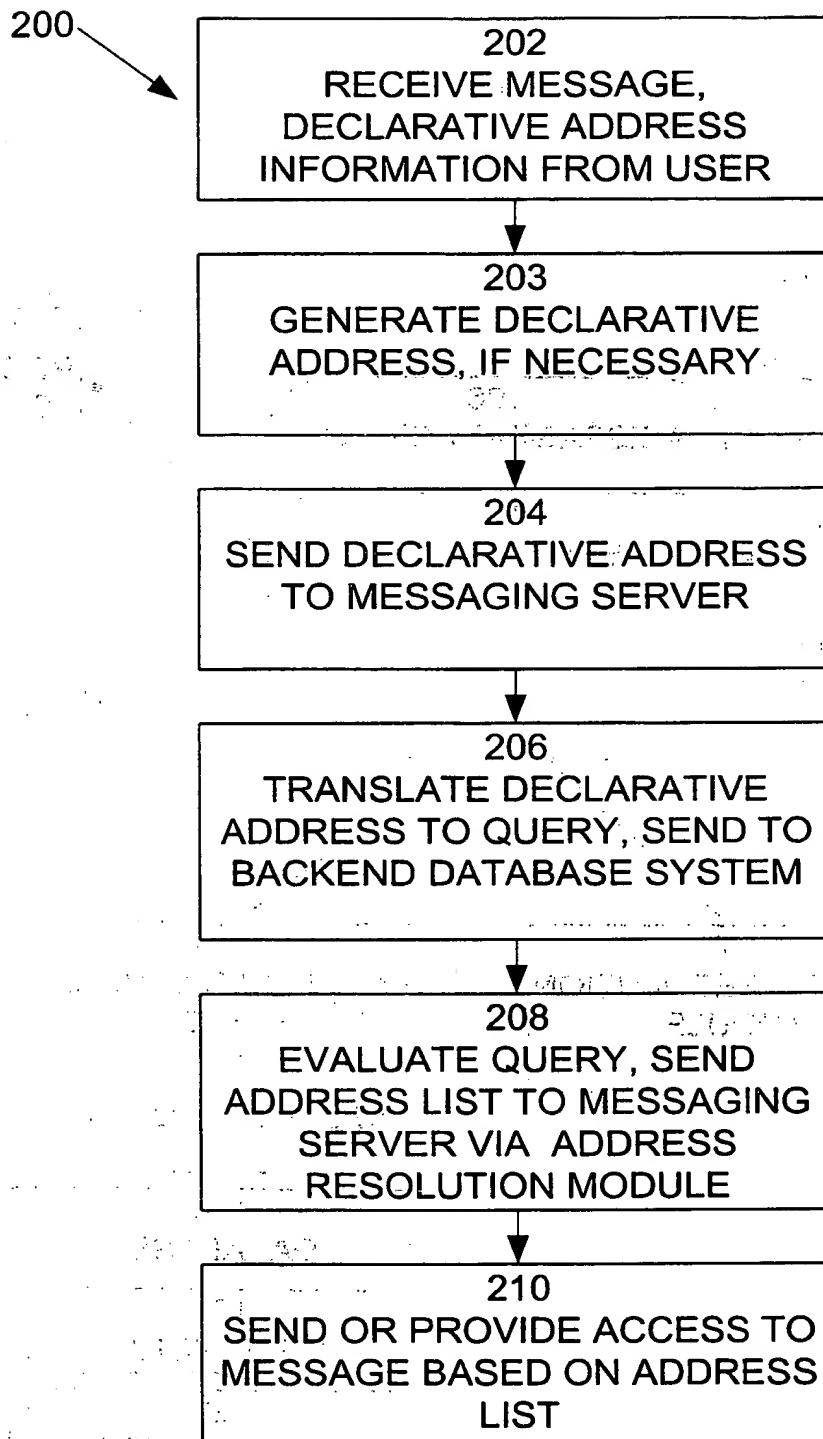 200
202
RECEIVE MESSAGE,
DECLARATIVE ADDRESS
INFORMATION FROM USER
203
GENERATE DECLARATIVE
ADDRESS, IF NECESSARY
204
SEND DECLARATIVE ADDRESS
TO MESSAGING SERVER
206
TRANSLATE DECLARATIVE
ADDRESS TO QUERY, SEND TO
BACKEND DATABASE SYSTEM
208
EVALUATE QUERY, SEND
ADDRESS LIST TO MESSAGING
SERVER VIA ADDRESS
RESOLUTION MODULE
210
SEND OR PROVIDE ACCESS TO
MESSAGE BASED ON ADDRESS
LIST